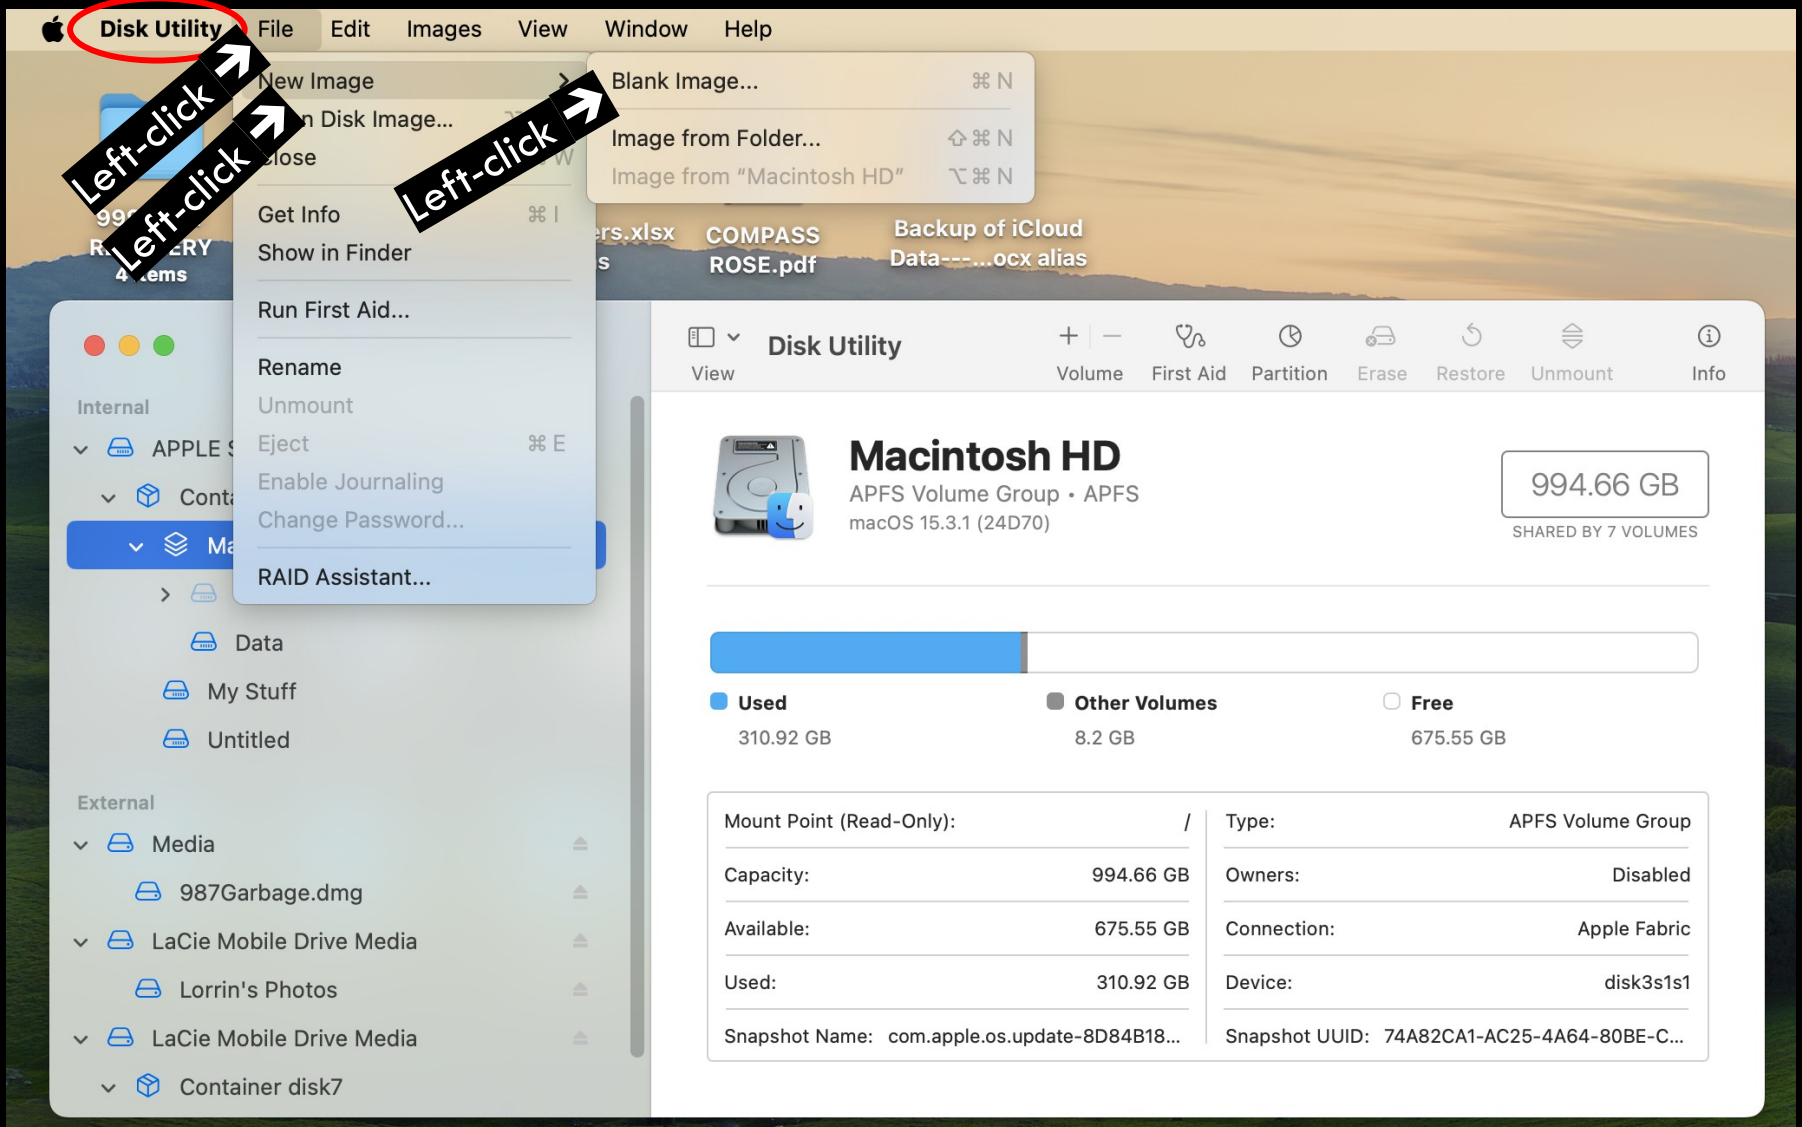 Disk Utility File Edit Images View Window Help
Left-click
Left-click
Left-click
New Image
Disk Image...
Close
W
Get Info ⌘ I
Show in Finder
Run First Aid...
Rename
Unmount
Eject ⌘ E
Enable Journaling
Change Password...
RAID Assistant...
Blank Image... ⌘ N
Image from Folder... ⇧ ⌘ N
Image from “Macintosh HD” ⌥ ⌘ N
4 items
ers.xlsx
s
COMPASS
ROSE.pdf
Backup of iCloud
Data---...ocx alias
Internal
APPLE S
Conta
Ma
Data
My Stuff
Untitled
External
Media
987Garbage.dmg
LaCie Mobile Drive Media
Lorrin's Photos
LaCie Mobile Drive Media
Container disk7
View
Disk Utility
Volume First Aid Partition Erase Restore Unmount Info
Macintosh HD
APFS Volume Group • APFS
macOS 15.3.1 (24D70)
994.66 GB
SHARED BY 7 VOLUMES
Used
310.92 GB
Other Volumes
8.2 GB
Free
675.55 GB
Mount Point (Read-Only): /
Capacity: 994.66 GB
Available: 675.55 GB
Used: 310.92 GB
Snapshot Name: com.apple.os.update-8D84B18...
Type: APFS Volume Group
Owners: Disabled
Connection: Apple Fabric
Device: disk3s1s1
Snapshot UUID: 74A82CA1-AC25-4A64-80BE-C...